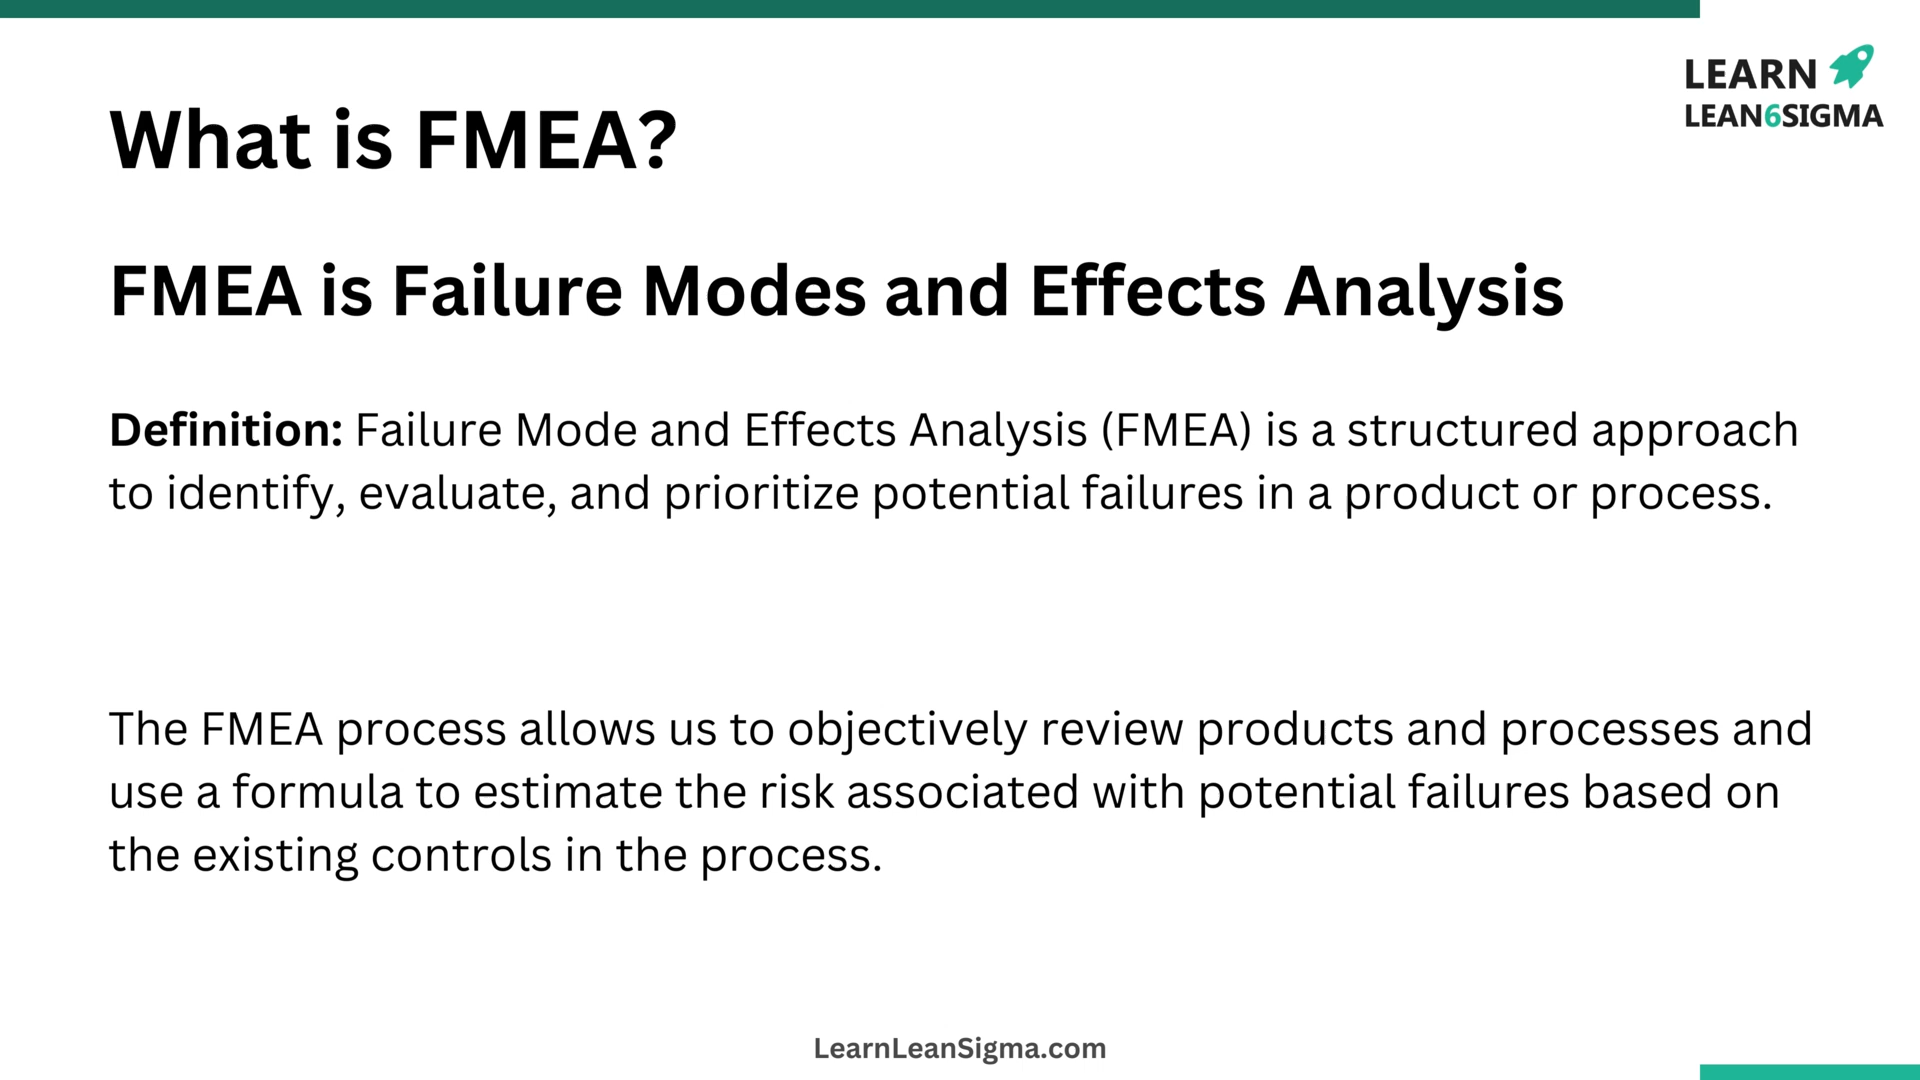 LEARN
LEAN6SIGMA
What is FMEA?
FMEA is Failure Modes and Effects Analysis
Definition: Failure Mode and Effects Analysis (FMEA) is a structured approach
to identify, evaluate, and prioritize potential failures in a product or process.
The FMEA process allows us to objectively review products and processes and
use a formula to estimate the risk associated with potential failures based on
the existing controls in the process.
LearnLeanSigma.com